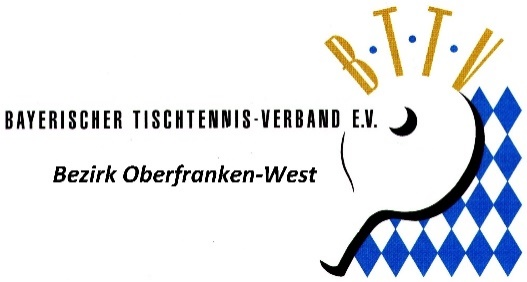 B·T·T·V
BAYERISCHER TISCHTENNIS-VERBAND E.V.
Bezirk Oberfranken-West